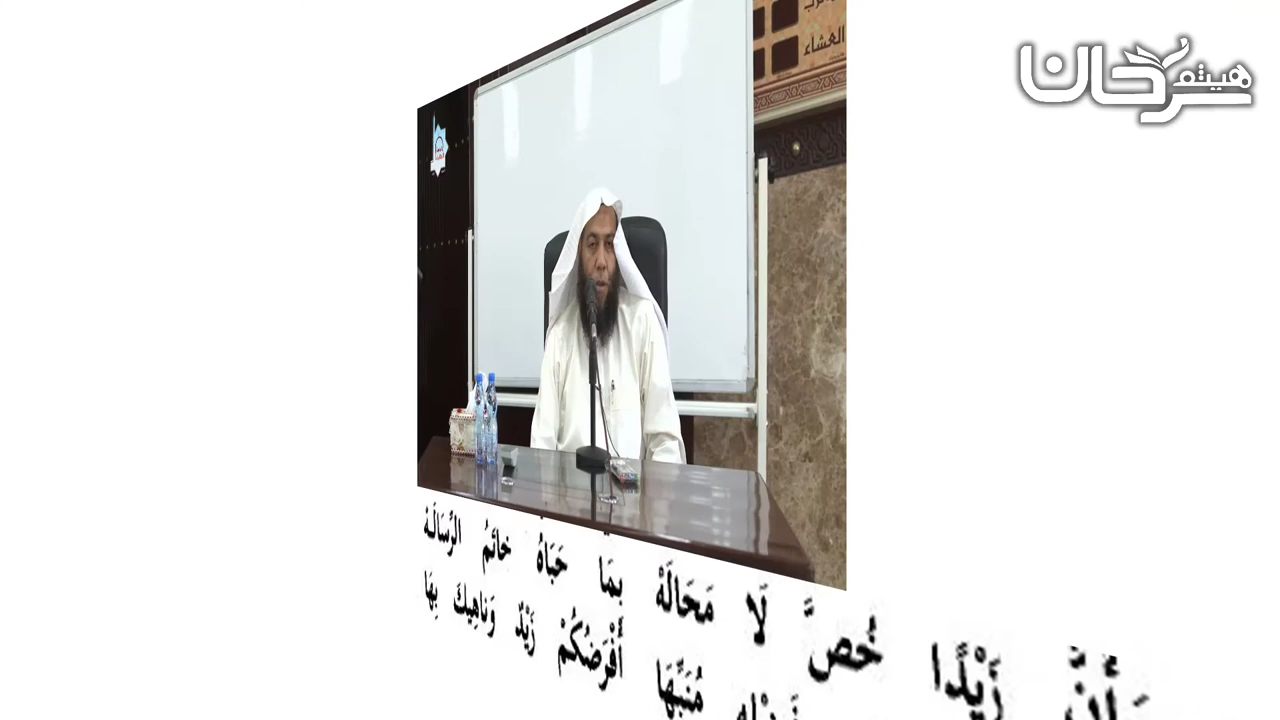 هيثم
سرحان
العشاء
وَأَنَّ زَيْدًا خُصَّ لَا مَحَالَهْ بِمَا حَبَاهُ خَاتَمُ الرِّسَالَهْ
مُنَبِّهًا أَفْرَضُكُمْ زَيْدٌ وَنَاهِيكَ بِهَا